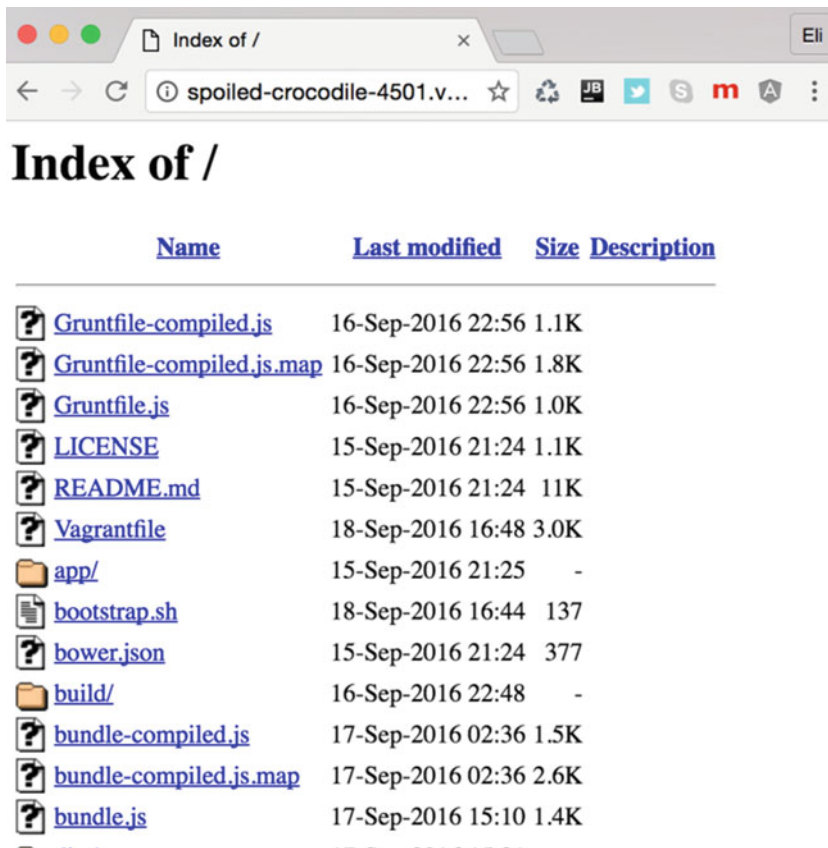 Index of /
Eli
spoiled-crocodile-4501.v...
JB
S
m
A
Index of /
Name Last modified Size Description
Gruntfile-compiled.js 16-Sep-2016 22:56 1.1K
Gruntfile-compiled.js.map 16-Sep-2016 22:56 1.8K
Gruntfile.js 16-Sep-2016 22:56 1.0K
LICENSE 15-Sep-2016 21:24 1.1K
README.md 15-Sep-2016 21:24 11K
Vagrantfile 18-Sep-2016 16:48 3.0K
app/ 15-Sep-2016 21:25 -
bootstrap.sh 18-Sep-2016 16:44 137
bower.json 15-Sep-2016 21:24 377
build/ 16-Sep-2016 22:48 -
bundle-compiled.js 17-Sep-2016 02:36 1.5K
bundle-compiled.js.map 17-Sep-2016 02:36 2.6K
bundle.js 17-Sep-2016 15:10 1.4K